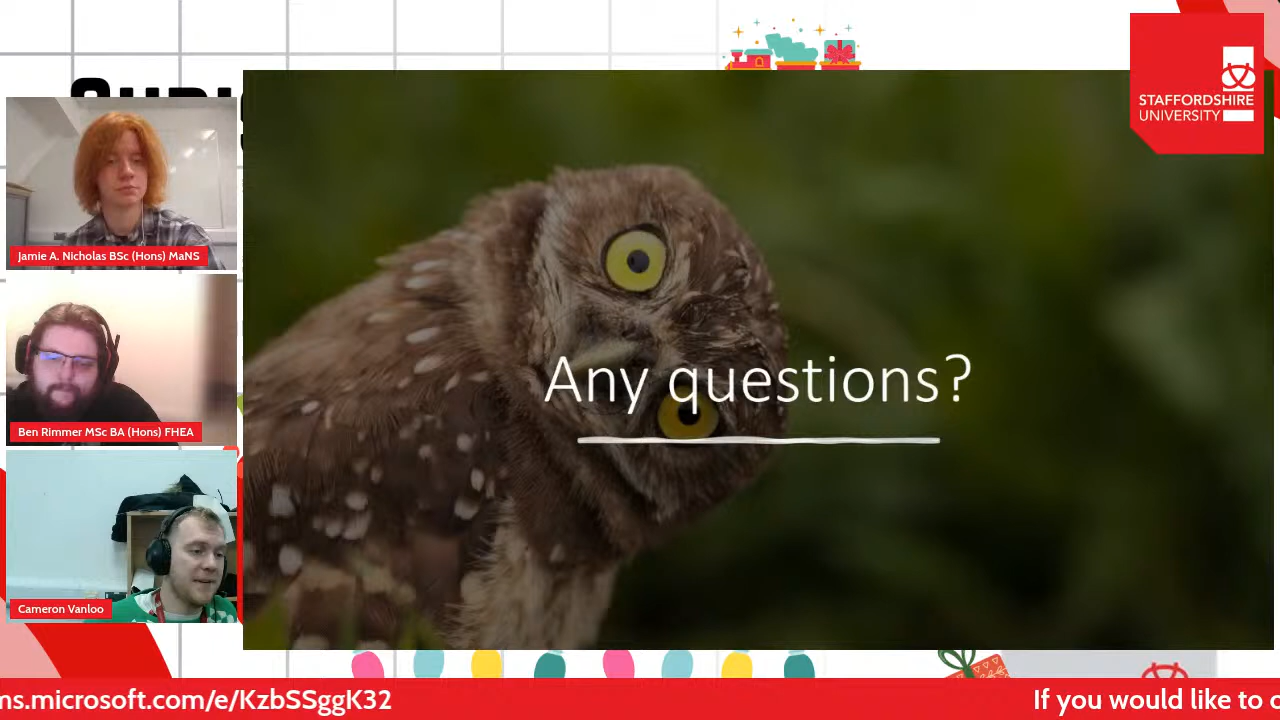 STAFFORDSHIRE
UNIVERSITY
Jamie A. Nicholas BSc (Hons) MaNS
Any questions?
Ben Rimmer MSc BA (Hons) FHEA
Cameron Vanloo
ms.microsoft.com/e/KzbSSggK32
If you would like to